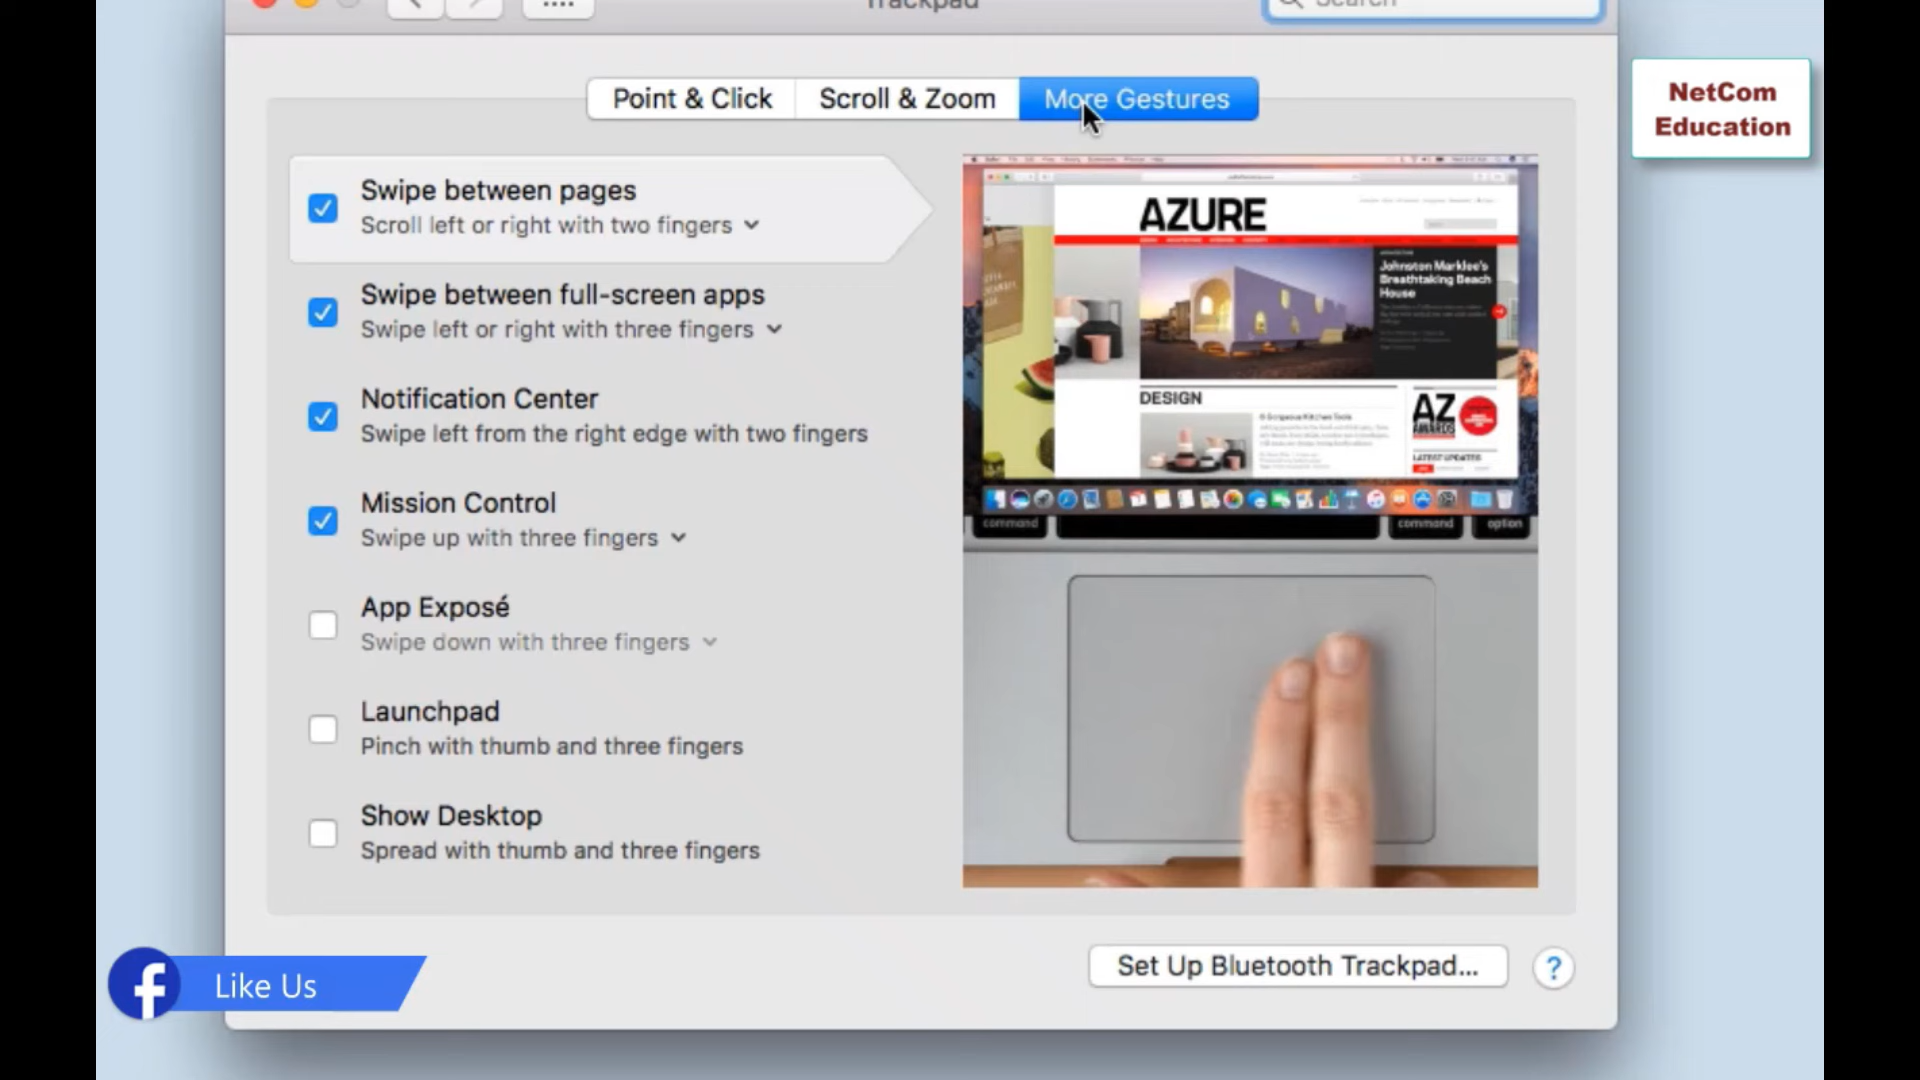 Trackpad
Search
Point & Click
Scroll & Zoom
More Gestures
NetCom
Education
Swipe between pages
Scroll left or right with two fingers
Swipe between full-screen apps
Swipe left or right with three fingers
Notification Center
Swipe left from the right edge with two fingers
Mission Control
Swipe up with three fingers
App Exposé
Swipe down with three fingers
Launchpad
Pinch with thumb and three fingers
Show Desktop
Spread with thumb and three fingers
AZURE
Johnston Marklee's
Breathtaking Beach
House
DESIGN
AZ
AWARDS
LATEST UPDATES
command
command
option
Set Up Bluetooth Trackpad...
?
f
Like Us